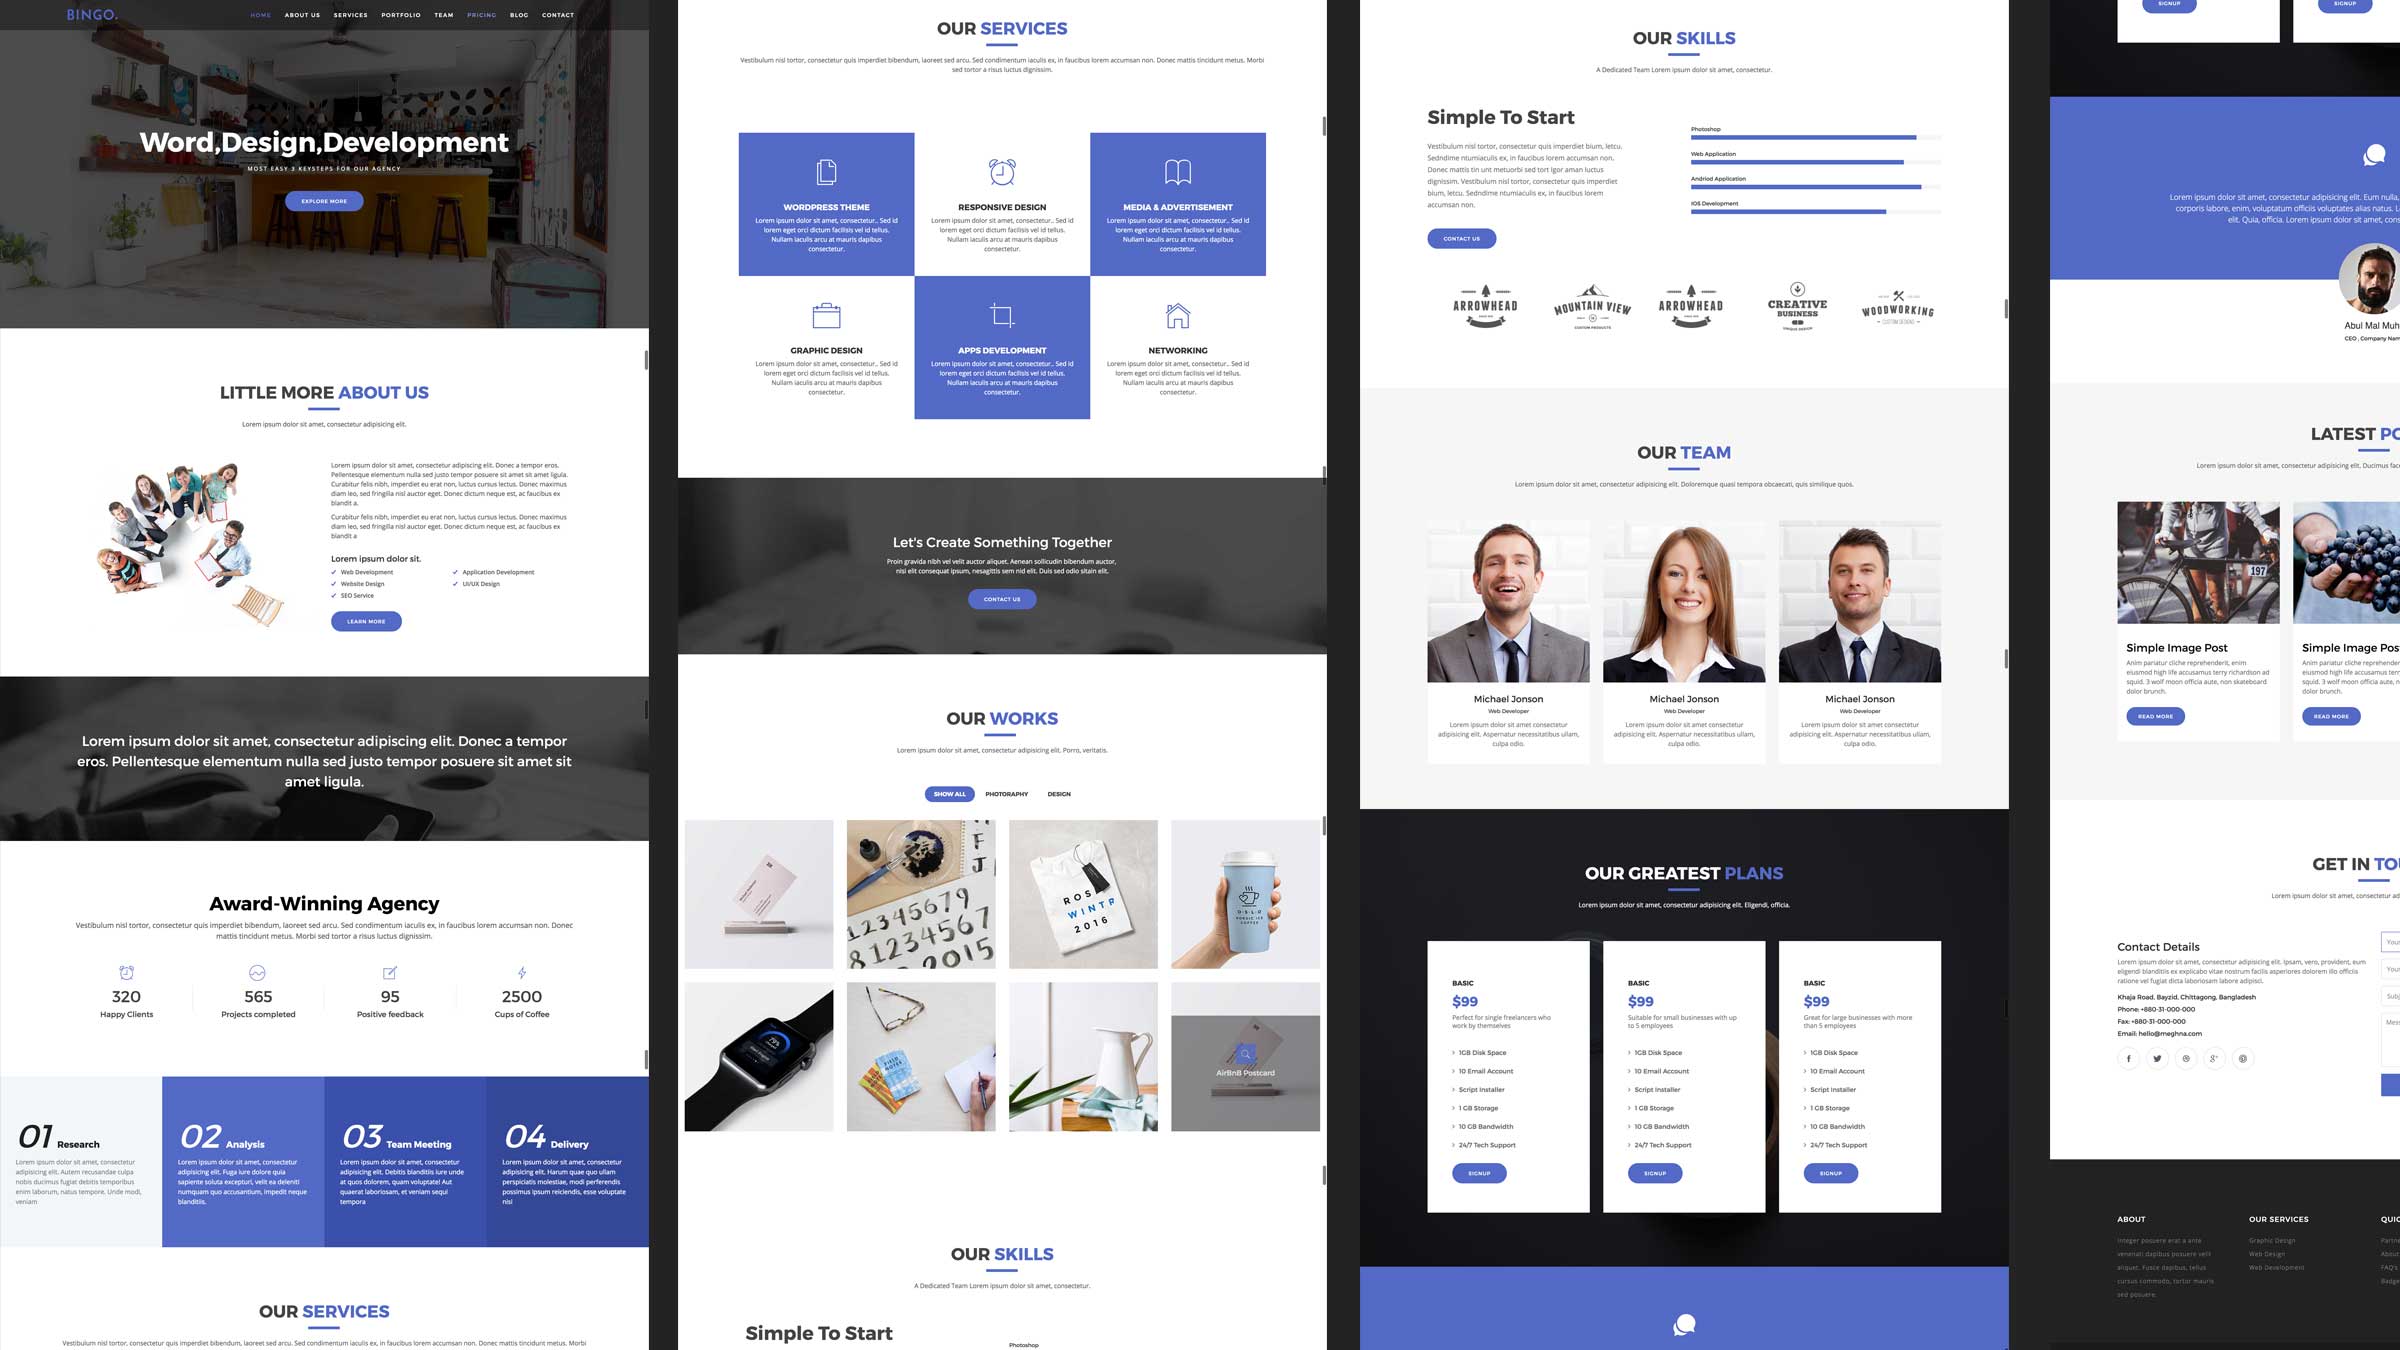 BINGO.
HOME ABOUT US SERVICES PORTFOLIO TEAM PRICING BLOG CONTACT
Word,Design,Development
MOST EASY 3 KEYSTEPS FOR OUR AGENCY
EXPLORE MORE
LITTLE MORE ABOUT US
Lorem ipsum dolor sit amet, consectetur adipisicing elit.
Lorem ipsum dolor sit amet, consectetur adipiscing elit. Donec a tempor eros.
Pellentesque elementum nulla sed justo tempor posuere sit amet sit amet ligula.
Curabitur felis nibh, imperdiet eu erat non, luctus cursus lectus. Donec maximus
diam leo, sed fringilla nisl auctor eget. Donec dictum neque est, ac faucibus ex
blandit a.
Curabitur felis nibh, imperdiet eu erat non, luctus cursus lectus. Donec maximus
diam leo, sed fringilla nisl auctor eget. Donec dictum neque est, ac faucibus ex
blandit a
Lorem ipsum dolor sit.
Web Development Application Development
Website Design UI/UX Design
SEO Service
LEARN MORE
Lorem ipsum dolor sit amet, consectetur adipiscing elit. Donec a tempor
eros. Pellentesque elementum nulla sed justo tempor posuere sit amet sit
amet ligula.
Award-Winning Agency
Vestibulum nisl tortor, consectetur quis imperdiet bibendum, laoreet sed arcu. Sed condimentum iaculis ex, in faucibus lorem accumsan non. Donec
mattis tincidunt metus. Morbi sed tortor a risus luctus dignissim.
320 565 95 2500
Happy Clients Projects completed Positive feedback Cups of Coffee
01 Research
Lorem ipsum dolor sit amet, consectetur
adipisicing elit. Autem recusandae culpa
nobis ducimus fugiat debitis temporibus
enim laborum, natus tempore. Unde modi,
veniam
02 Analysis
Lorem ipsum dolor sit amet, consectetur
adipisicing elit. Fuga iure dolore quia
sapiente soluta excepturi, velit ea deleniti
numquam quo accusantium, impedit neque
blanditiis.
03 Team Meeting
Lorem ipsum dolor sit amet, consectetur
adipisicing elit. Debitis blanditiis iure unde
at quos dolorem, quam voluptate! Aut
quaerat laboriosam, et veniam sequi
tempora
04 Delivery
Lorem ipsum dolor sit amet, consectetur
adipisicing elit. Harum quae quo ullam
perspiciatis molestiae, modi perferendis
possimus ipsum reiciendis, esse voluptate
nisi
OUR SERVICES
Vestibulum nisl tortor, consectetur quis imperdiet bibendum, laoreet sed arcu. Sed condimentum iaculis ex, in faucibus lorem accumsan non. Donec mattis tincidunt metus. Morbi
OUR SERVICES
Vestibulum nisl tortor, consectetur quis imperdiet bibendum, laoreet sed arcu. Sed condimentum iaculis ex, in faucibus lorem accumsan non. Donec mattis tincidunt metus. Morbi
sed tortor a risus luctus dignissim.
WORDPRESS THEME
Lorem ipsum dolor sit amet, consectetur.. Sed id
lorem eget orci dictum facilisis vel id tellus.
Nullam iaculis arcu at mauris dapibus
consectetur.
RESPONSIVE DESIGN
Lorem ipsum dolor sit amet, consectetur.. Sed id
lorem eget orci dictum facilisis vel id tellus.
Nullam iaculis arcu at mauris dapibus
consectetur.
MEDIA & ADVERTISEMENT
Lorem ipsum dolor sit amet, consectetur.. Sed id
lorem eget orci dictum facilisis vel id tellus.
Nullam iaculis arcu at mauris dapibus
consectetur.
GRAPHIC DESIGN
Lorem ipsum dolor sit amet, consectetur.. Sed id
lorem eget orci dictum facilisis vel id tellus.
Nullam iaculis arcu at mauris dapibus
consectetur.
APPS DEVELOPMENT
Lorem ipsum dolor sit amet, consectetur.. Sed id
lorem eget orci dictum facilisis vel id tellus.
Nullam iaculis arcu at mauris dapibus
consectetur.
NETWORKING
Lorem ipsum dolor sit amet, consectetur.. Sed id
lorem eget orci dictum facilisis vel id tellus.
Nullam iaculis arcu at mauris dapibus
consectetur.
Let's Create Something Together
Proin gravida nibh vel velit auctor aliquet. Aenean sollicudin bibendum auctor,
nisi elit consequat ipsum, nesagittis sem nid elit. Duis sed odio sitain elit.
CONTACT US
OUR WORKS
Lorem ipsum dolor sit amet, consectetur adipisicing elit. Porro, veritatis.
SHOW ALL PHOTORAPHY DESIGN
ROS
WINTR
2016
D·S·L·R
AirBnB Postcard
OUR SKILLS
A Dedicated Team Lorem ipsum dolor sit amet, consectetur.
Simple To Start
Photoshop
OUR SKILLS
A Dedicated Team Lorem ipsum dolor sit amet, consectetur.
Simple To Start
Vestibulum nisl tortor, consectetur quis imperdiet bium, letcu.
Sedndime ntumiaculis ex, in faucibus lorem accumsan non.
Donec mattis tin unt metuorbi sed tort lgor aman luctus
dignissim. Vestibulum nisl tortor, consectetur quis imperdiet
bium, letcu. Sedndime ntumiaculis ex, in faucibus lorem
accumsan non.
CONTACT US
Photoshop
Web Application
Andriod Application
IOS Development
ARROWHEAD
MOUNTAIN VIEW
CUSTOM PRODUCTS
ARROWHEAD
CREATIVE
BUSINESS
UNIQUE DESIGN
WOODWORKING
CUSTOM DESIGNS
OUR TEAM
Lorem ipsum dolor sit amet, consectetur adipisicing elit. Doloremque quasi tempora obcaecati, quis similique quos.
Michael Jonson
Web Developer
Lorem ipsum dolor sit amet consectetur
adipisicing elit. Aspernatur necessitatibus ullam,
culpa odio.
Michael Jonson
Web Developer
Lorem ipsum dolor sit amet consectetur
adipisicing elit. Aspernatur necessitatibus ullam,
culpa odio.
Michael Jonson
Web Developer
Lorem ipsum dolor sit amet consectetur
adipisicing elit. Aspernatur necessitatibus ullam,
culpa odio.
OUR GREATEST PLANS
Lorem ipsum dolor sit amet, consectetur adipisicing elit. Eligendi, officia.
BASIC
$99
Perfect for single freelancers who
work by themselves
1GB Disk Space
10 Email Account
Script Installer
1 GB Storage
10 GB Bandwidth
24/7 Tech Support
SIGNUP
BASIC
$99
Suitable for small businesses with up
to 5 employees
1GB Disk Space
10 Email Account
Script Installer
1 GB Storage
10 GB Bandwidth
24/7 Tech Support
SIGNUP
BASIC
$99
Great for large businesses with more
than 5 employees
1GB Disk Space
10 Email Account
Script Installer
1 GB Storage
10 GB Bandwidth
24/7 Tech Support
SIGNUP
SIGNUP SIGNUP
Lorem ipsum dolor sit amet, consectetur adipisicing elit. Eum nulla,
corporis labore, enim, voluptatum officiis voluptates alias natus. L
elit. Quia, officia. Lorem ipsum dolor sit amet, cons
Abul Mal Muh
CEO , Company Nam
LATEST PO
Lorem ipsum dolor sit amet, consectetur adipisicing elit, Ducimus fac
197
Simple Image Post
Anim pariatur cliche reprehenderit, enim
eiusmod high life accusamus terry richardson ad
squid. 3 wolf moon officia aute, non skateboard
dolor brunch.
READ MORE
Simple Image Pos
Anim pariatur cliche reprehender
eiusmod high life accusamus terr
squid. 3 wolf moon officia aute, n
dolor brunch.
READ MORE
GET IN TOU
Lorem ipsum dolor sit amet, consectetur ad
Contact Details
Lorem ipsum dolor sit amet, consectetur adipisicing elit. Ipsam, vero, provident, eum
eligendi blanditiis ex explicabo vitae nostrum facilis asperiores dolorem illo officiis
ratione vel fugiat dicta laboriosam labore adipisci.
Khaja Road, Bayzid, Chittagong, Bangladesh
Phone: +880-31-000-000
Fax: +880-31-000-000
Email: hello@meghna.com
Your
Your
Subj
Mess
ABOUT
Integer posuere erat a ante
venenati dapibus posuere velit
aliquet. Fusce dapibus, tellus
cursus commodo, tortor mauris
sed posuere.
OUR SERVICES
Graphic Design
Web Design
Web Development
QUIC
Partne
About
FAQ's
Badge